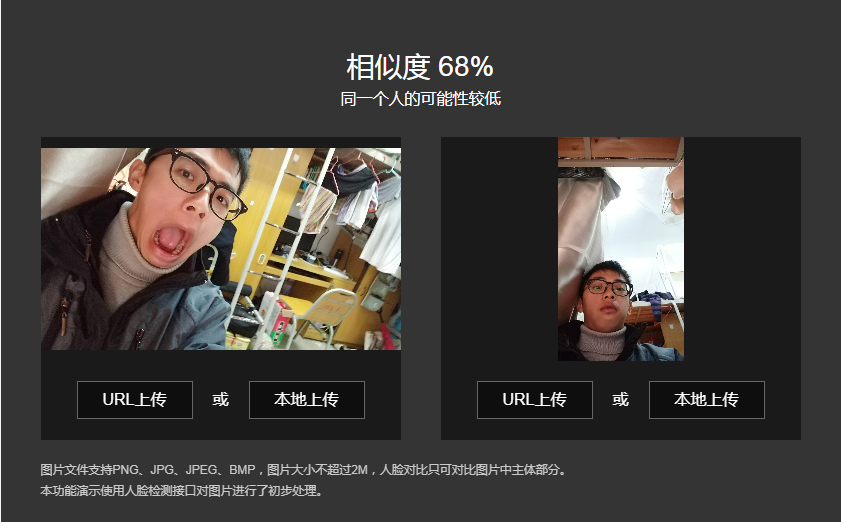 相似度 68%
同一个人的可能性较低
URL上传 或 本地上传 URL上传 或 本地上传
图片文件支持PNG、JPG、JPEG、BMP，图片大小不超过2M，人脸对比只可对比图片中主体部分。
本功能演示使用人脸检测接口对图片进行了初步处理。